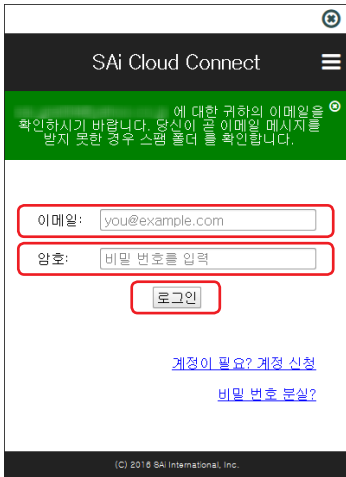 SAi Cloud Connect
에 대한 귀하의 이메일을
확인하시기 바랍니다. 당신이 곧 이메일 메시지를
받지 못한 경우 스팸 폴더 를 확인합니다.
이메일: you@example.com
암호: 비밀 번호를 입력
로그인
계정이 필요? 계정 신청
비밀 번호 분실?
(C) 2016 SAi International, Inc.